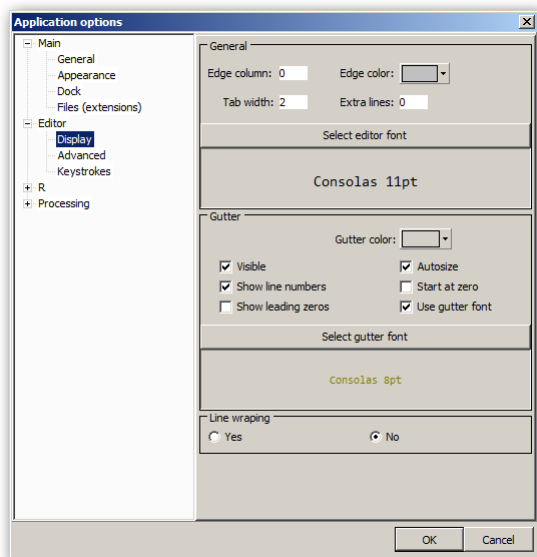 Application options
Main
General
Appearance
Dock
Files (extensions)
Editor
Display
Advanced
Keystrokes
R
Processing
General
Edge column: 0 Edge color:
Tab width: 2 Extra lines: 0
Select editor font
Consolas 11pt
Gutter
Gutter color:
Visible Autosize
Show line numbers Start at zero
Show leading zeros Use gutter font
Select gutter font
Consolas 8pt
Line wraping
Yes No
OK Cancel